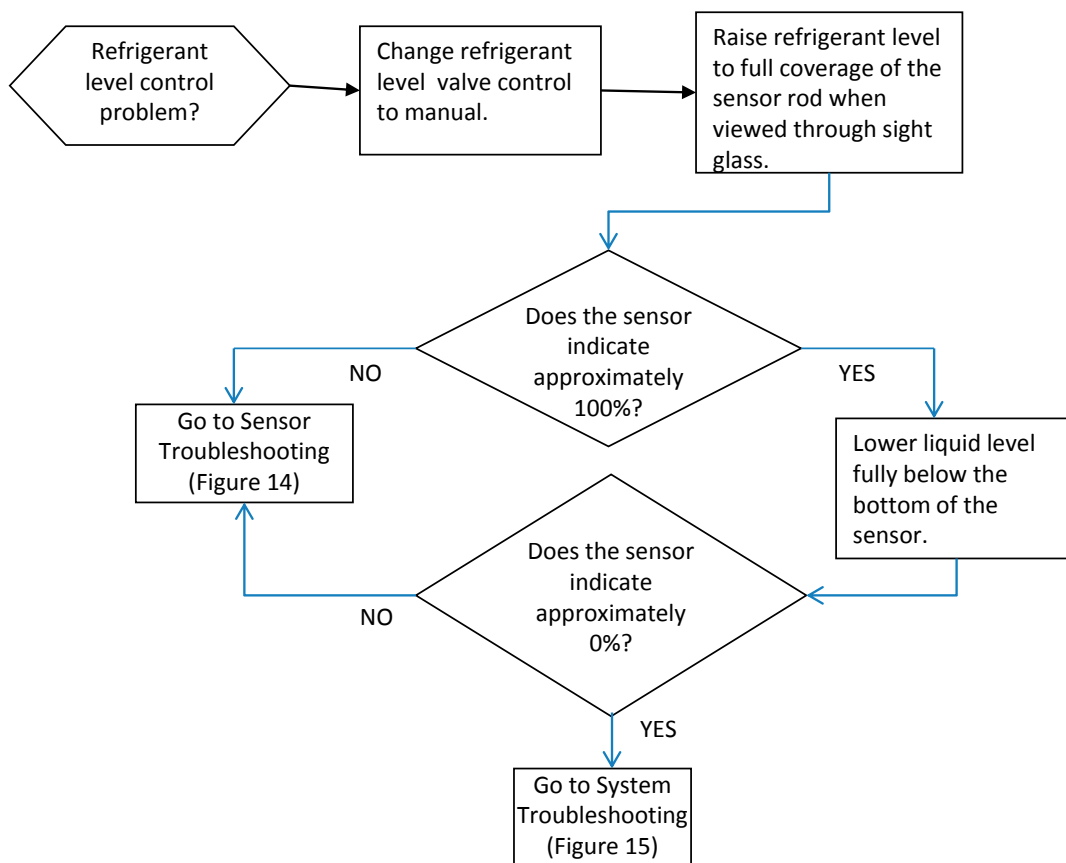 Refrigerant
level control
problem?
Change refrigerant
level valve control
to manual.
Raise refrigerant level
to full coverage of the
sensor rod when
viewed through sight
glass.
Does the sensor
indicate
approximately
100%?
NO
YES
Go to Sensor
Troubleshooting
(Figure 14)
Lower liquid level
fully below the
bottom of the
sensor.
Does the sensor
indicate
approximately
0%?
NO
YES
Go to System
Troubleshooting
(Figure 15)